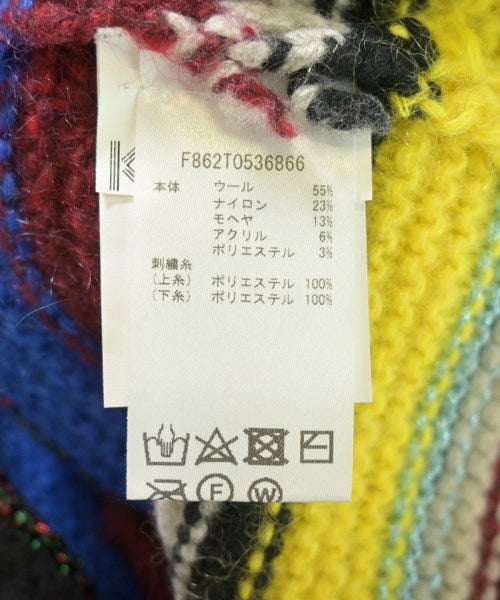 K
F862T0536866
本体 ウール 55%
ナイロン 23%
モヘヤ 13%
アクリル 6%
ポリエステル 3%
刺繍糸
(上糸) ポリエステル 100%
(下糸) ポリエステル 100%
F W